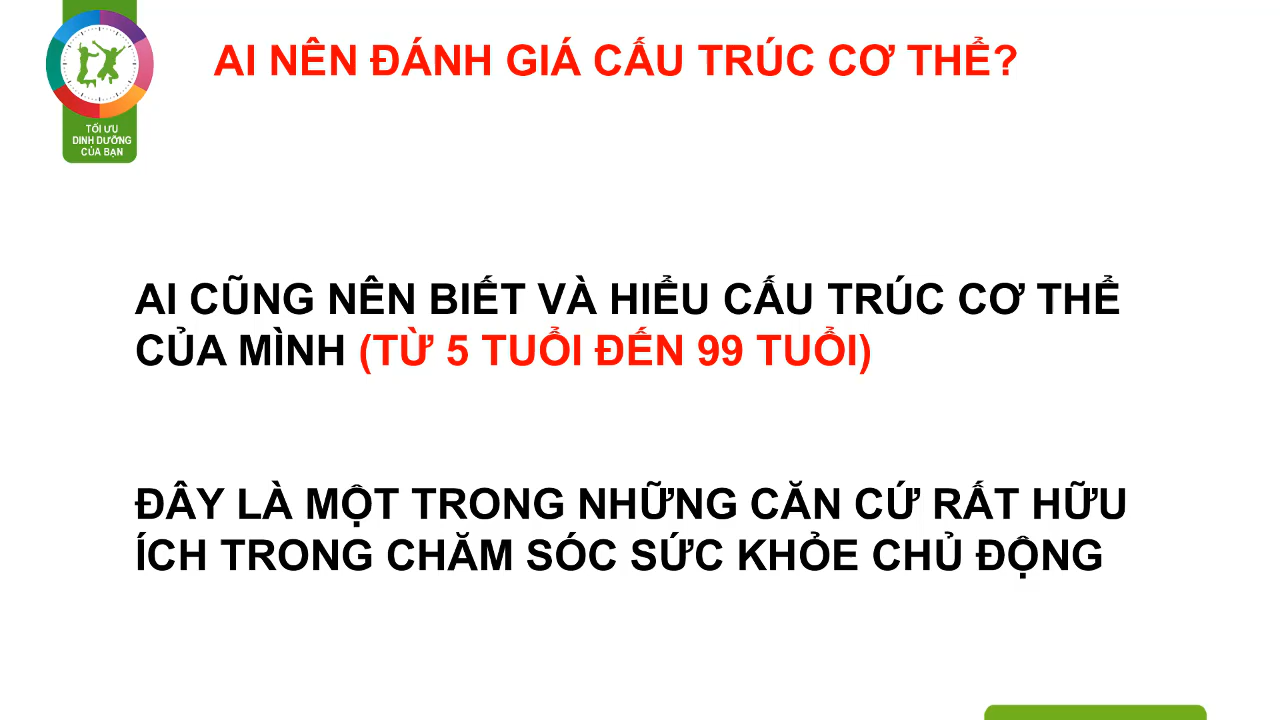 AI NÊN ĐÁNH GIÁ CẤU TRÚC CƠ THỂ?
TỐI ƯU
DINH DƯỠNG
CỦA BẠN
AI CŨNG NÊN BIẾT VÀ HIỂU CẤU TRÚC CƠ THỂ
CỦA MÌNH (TỪ 5 TUỔI ĐẾN 99 TUỔI)
ĐÂY LÀ MỘT TRONG NHỮNG CĂN CỨ RẤT HỮU
ÍCH TRONG CHĂM SÓC SỨC KHỎE CHỦ ĐỘNG